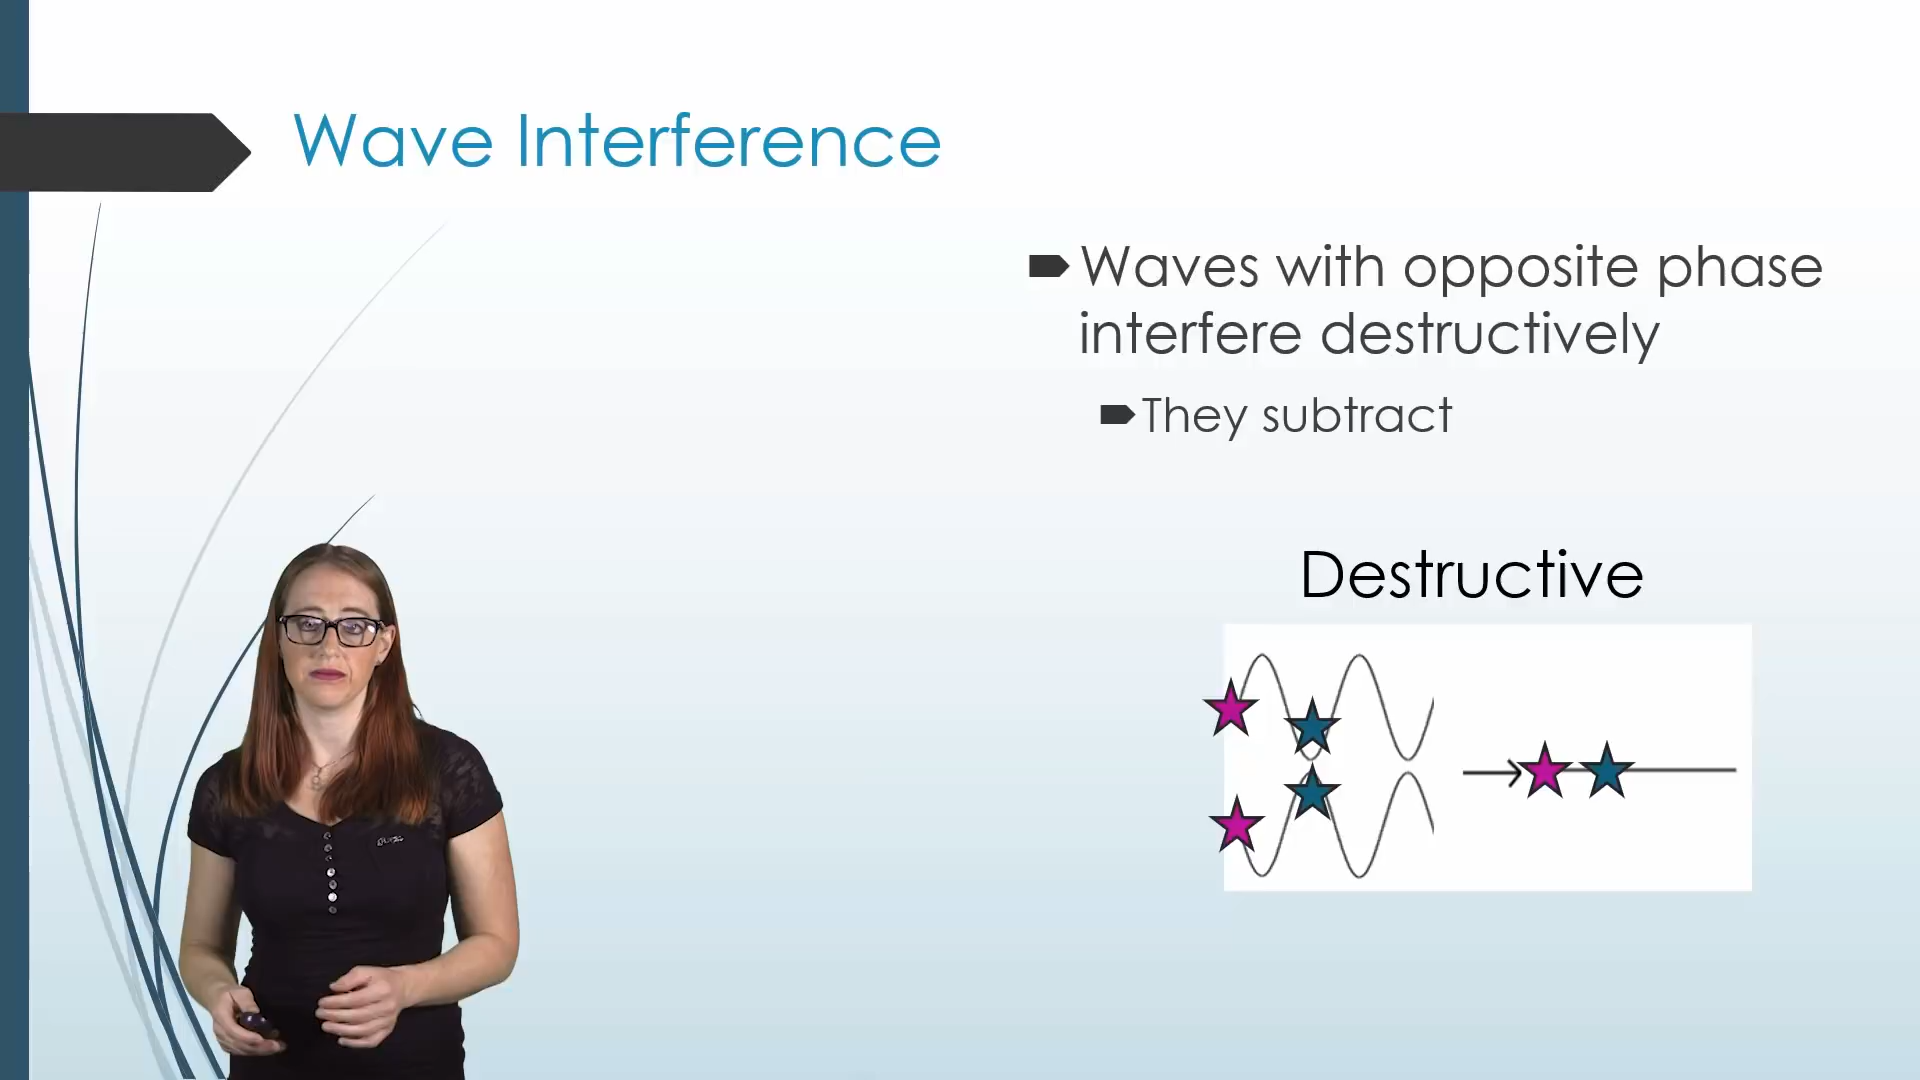 Wave Interference
Waves with opposite phase
interfere destructively
They subtract
Destructive